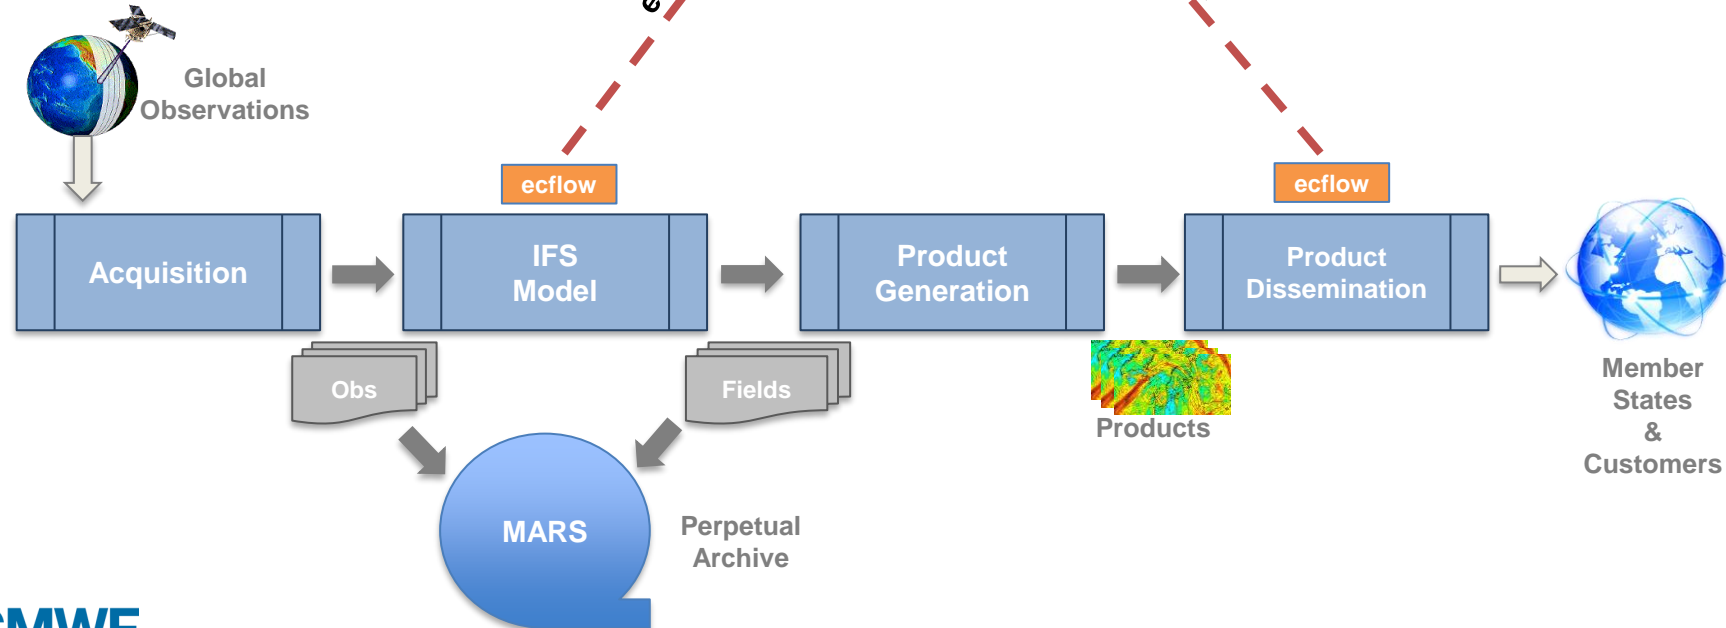 Global
Observations
ecflow
ecflow
Acquisition
IFS
Model
Product
Generation
Product
Dissemination
Obs
Fields
Products
Member
States
&
Customers
MARS
Perpetual
Archive